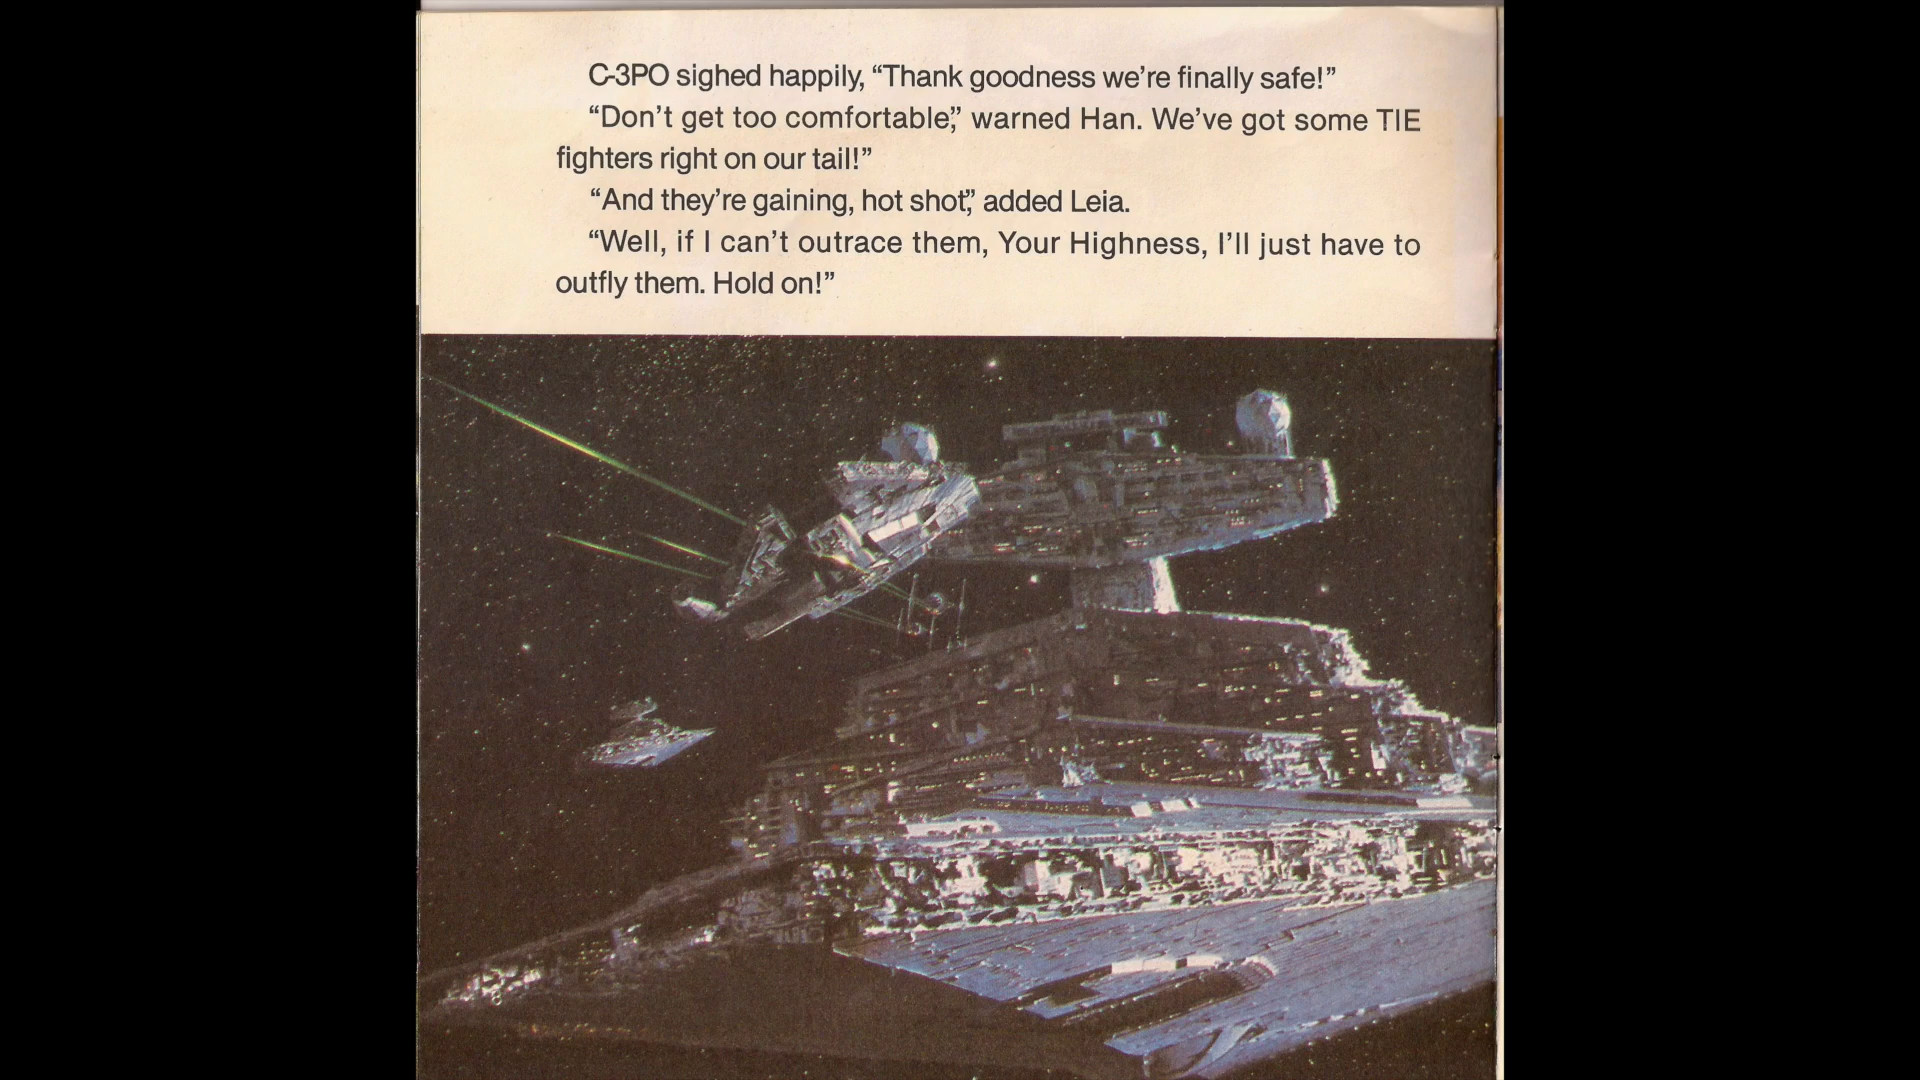 C-3PO sighed happily, “Thank goodness we’re finally safe!”
“Don’t get too comfortable,” warned Han. We’ve got some TIE
fighters right on our tail!”
“And they’re gaining, hot shot,” added Leia.
“Well, if I can’t outrace them, Your Highness, I’ll just have to
outfly them. Hold on!”